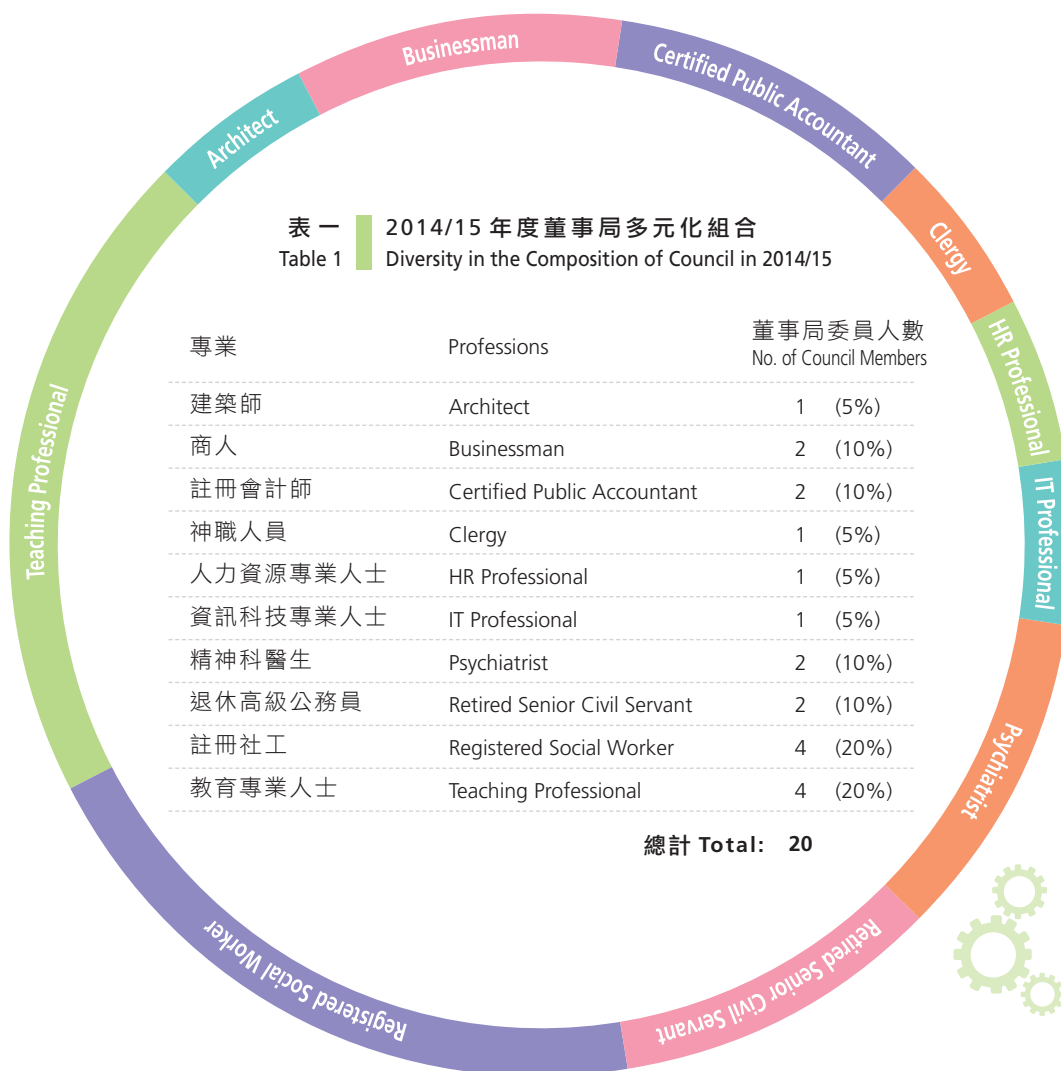 Businessman
Certified Public Accountant
Architect
Clergy
HR Professional
IT Professional
Teaching Professional
Psychiatrist
Retired Senior Civil Servant
Registered Social Worker
表一 2014/15 年度董事局多元化組合
Table 1 Diversity in the Composition of Council in 2014/15
專業 Professions 董事局委員人數
No. of Council Members
建築師 Architect 1 (5%)
商人 Businessman 2 (10%)
註冊會計師 Certified Public Accountant 2 (10%)
神職人員 Clergy 1 (5%)
人力資源專業人士 HR Professional 1 (5%)
資訊科技專業人士 IT Professional 1 (5%)
精神科醫生 Psychiatrist 2 (10%)
退休高級公務員 Retired Senior Civil Servant 2 (10%)
註冊社工 Registered Social Worker 4 (20%)
教育專業人士 Teaching Professional 4 (20%)
總計 Total: 20